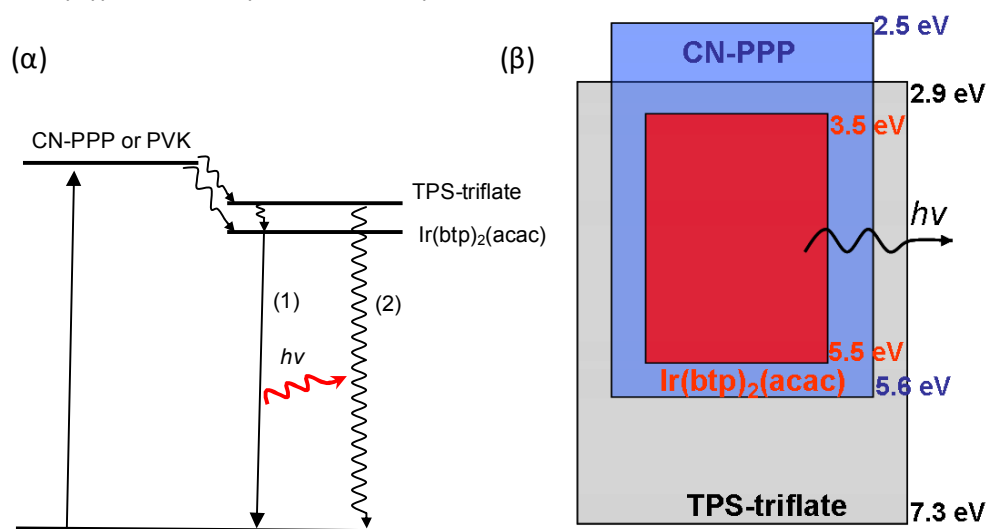 (α)
CN-PPP or PVK
TPS-triflate
Ir(btp)₂(acac)
(1)
(2)
hv
(β)
2.5 eV
CN-PPP
2.9 eV
3.5 eV
hv
5.5 eV
Ir(btp)₂(acac)
5.6 eV
TPS-triflate
7.3 eV